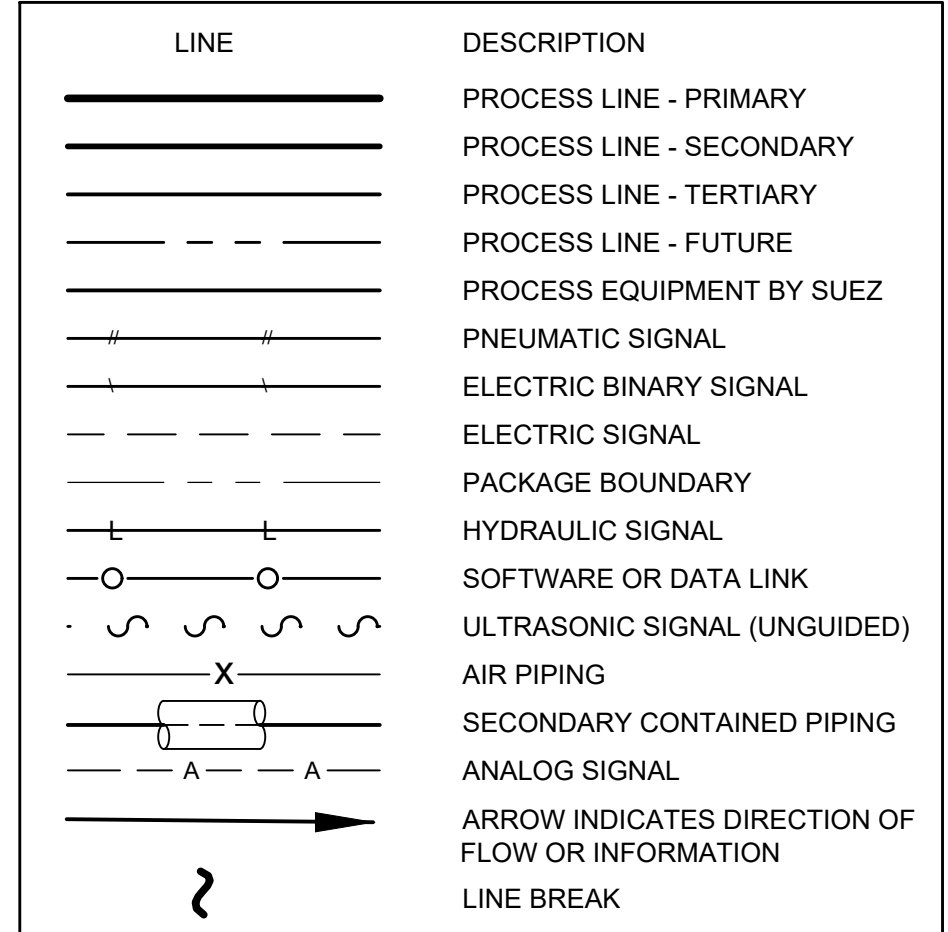 LINE DESCRIPTION
PROCESS LINE - PRIMARY
PROCESS LINE - SECONDARY
PROCESS LINE - TERTIARY
PROCESS LINE - FUTURE
PROCESS EQUIPMENT BY SUEZ
// // PNEUMATIC SIGNAL
\ \ ELECTRIC BINARY SIGNAL
ELECTRIC SIGNAL
PACKAGE BOUNDARY
L L HYDRAULIC SIGNAL
SOFTWARE OR DATA LINK
ULTRASONIC SIGNAL (UNGUIDED)
X AIR PIPING
SECONDARY CONTAINED PIPING
A A ANALOG SIGNAL
ARROW INDICATES DIRECTION OF
FLOW OR INFORMATION
LINE BREAK